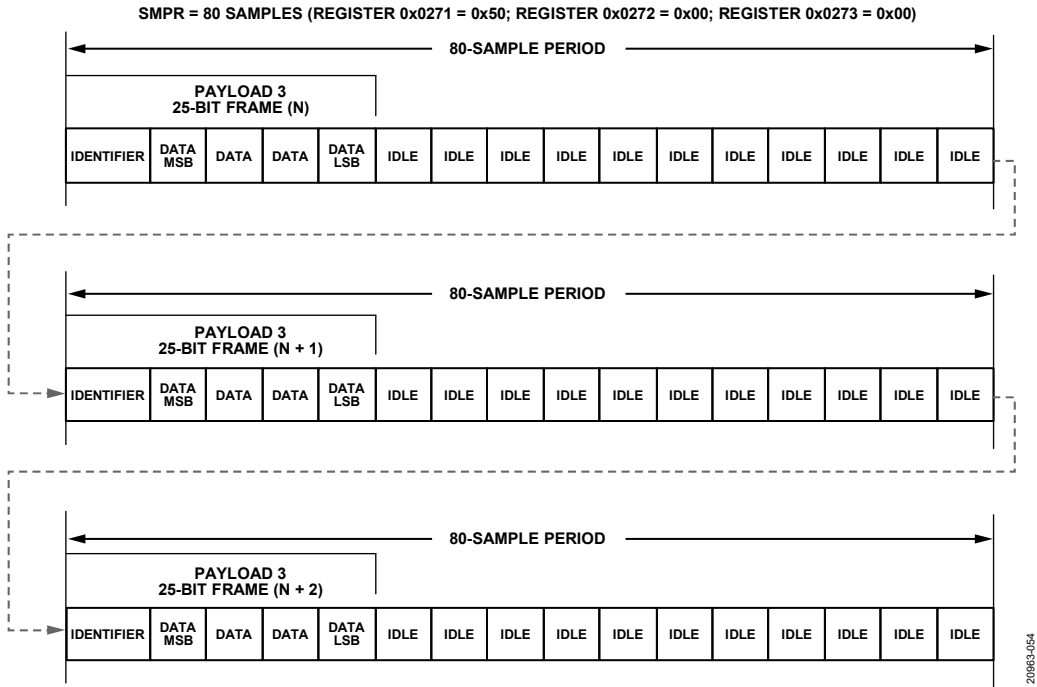 SMPR = 80 SAMPLES (REGISTER 0x0271 = 0x50; REGISTER 0x0272 = 0x00; REGISTER 0x0273 = 0x00)
80-SAMPLE PERIOD
PAYLOAD 3
25-BIT FRAME (N)
IDENTIFIER DATA MSB DATA DATA DATA LSB IDLE IDLE IDLE IDLE IDLE IDLE IDLE IDLE IDLE IDLE IDLE
80-SAMPLE PERIOD
PAYLOAD 3
25-BIT FRAME (N + 1)
IDENTIFIER DATA MSB DATA DATA DATA LSB IDLE IDLE IDLE IDLE IDLE IDLE IDLE IDLE IDLE IDLE IDLE
80-SAMPLE PERIOD
PAYLOAD 3
25-BIT FRAME (N + 2)
IDENTIFIER DATA MSB DATA DATA DATA LSB IDLE IDLE IDLE IDLE IDLE IDLE IDLE IDLE IDLE IDLE IDLE
20963-054